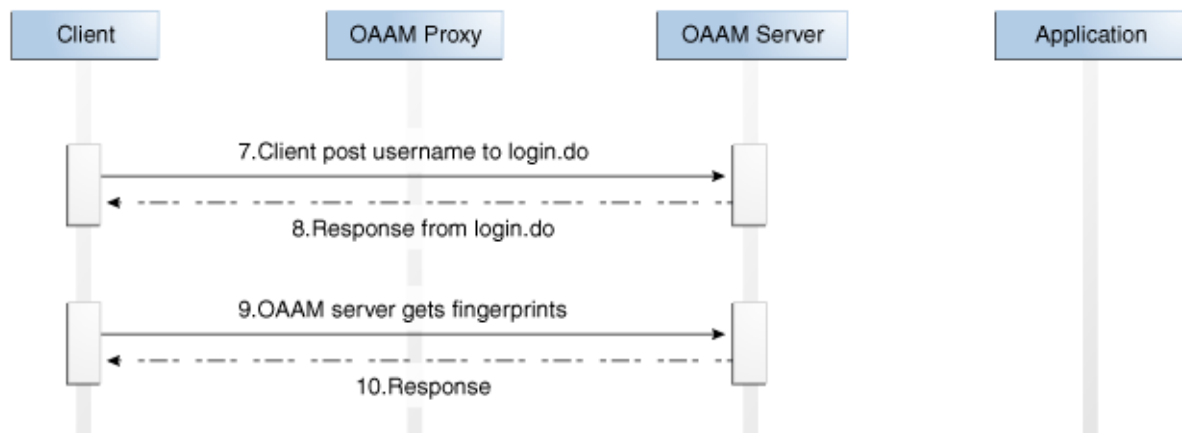 Client
OAAM Proxy
OAAM Server
Application
7.Client post username to login.do
8.Response from login.do
9.OAAM server gets fingerprints
10.Response